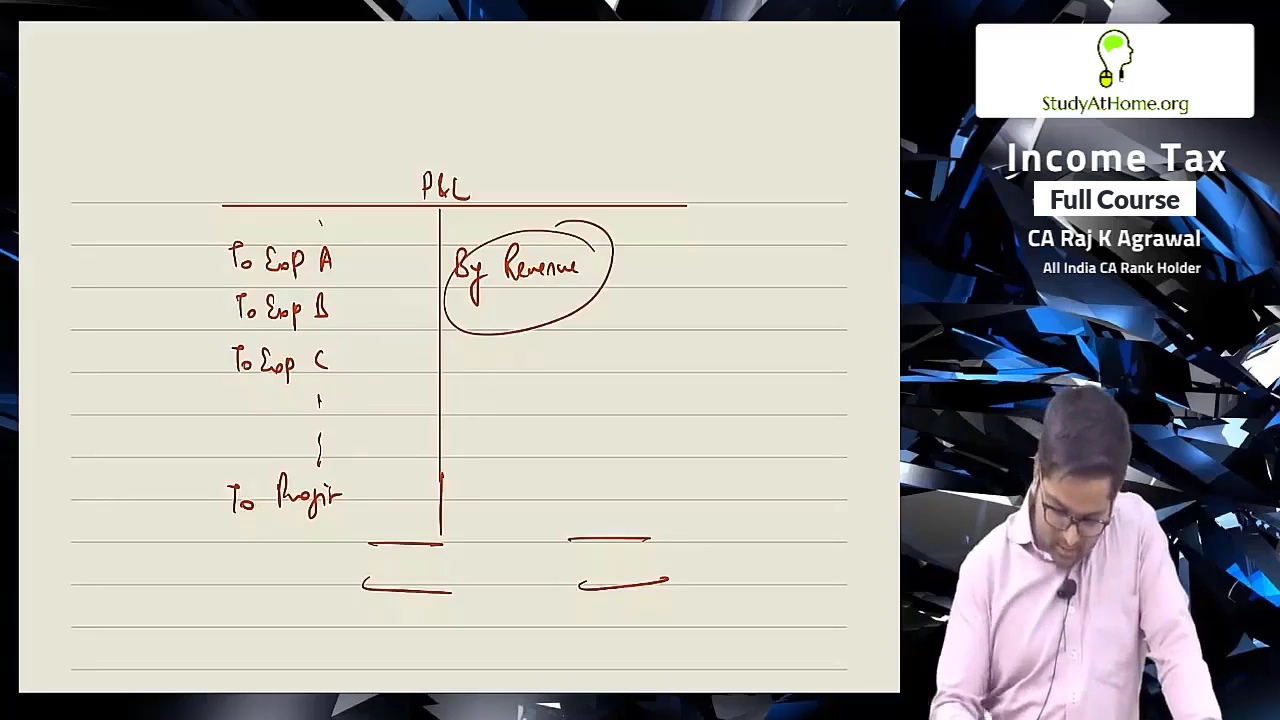 P&L
To Exp A
To Exp B
To Exp C
To Profit
By Revenue
StudyAtHome.org
Income Tax
Full Course
CA Raj K Agrawal
All India CA Rank Holder